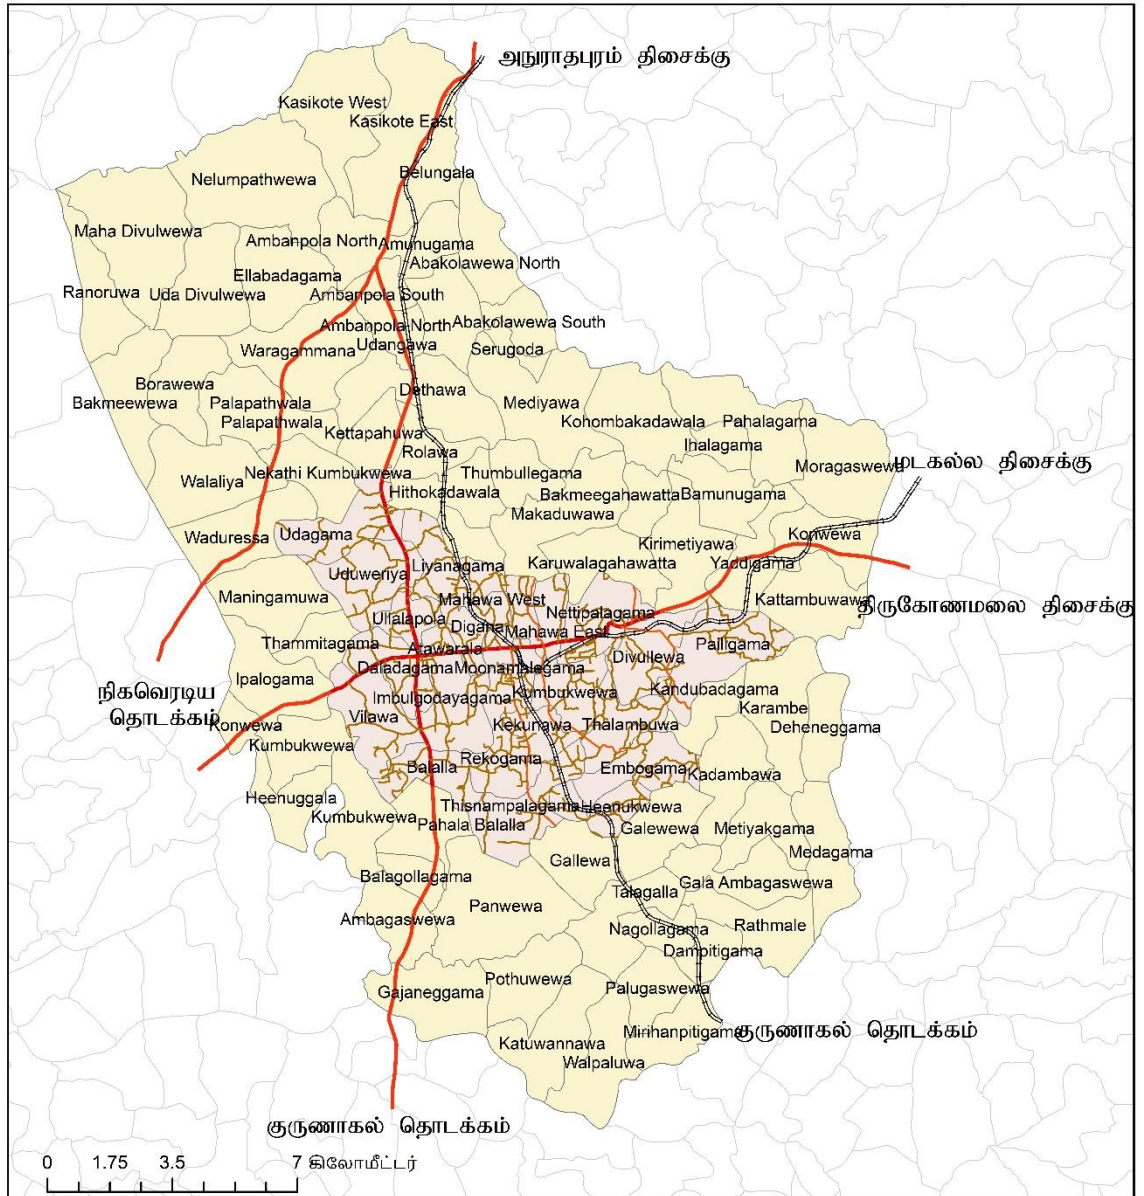 அநுராதபுரம் திசைக்கு
Kasikote West
Kasikote East
Belungala
Nelumpathwewa
Maha Divulwewa
Ambanpola North
Amunugama
Abakolawewa North
Ellabadagama
Ranoruwa
Uda Divulwewa
Ambanpola South
Ambanpola North
Abakolawewa South
Udangawa
Serugoda
Waragammana
Borawewa
Dathawa
Bakmeewewa
Palapathwala
Mediyawa
Palapathwala
Kohombakadawala
Pahalagama
Kettapahuwa
Ihalagama
Rolawa
Moragaswewa
மடகல்ல திசைக்கு
Nekathi Kumbukwewa
Thumbullegama
Walaliya
Hithokadawala
Bakmeegahawatta
Bamunugama
Makaduwawa
Waduressa
Udagama
Konwewa
Kirimetiyawa
Liyanagama
Karuwalagahawatta
Yaddigama
Uduweriya
Maningamuwa
Mahawa West
Kattambuwawa
திருகோணமலை திசைக்கு
Nettipalagama
Ullalapola
Digana
Mahawa East
Thammitagama
Atawarala
Palligama
Daladagama
Moonamalegama
Divullewa
Ipalogama
நிகவெரடிய
தொடக்கம்
Imbulgodayagama
Kumbukwewa
Kandubadagama
Karambe
Vilawa
Konwewa
Kekunawa
Thalambuwa
Deheneggama
Kumbukwewa
Rekogama
Balalla
Embogama
Kadambawa
Heenuggala
Thisnampalagama
Heenukwewa
Kumbukwewa
Pahala Balalla
Galewewa
Metiyakgama
Medagama
Gallewa
Balagollagama
Gala Ambagaswewa
Talagalla
Panwewa
Ambagaswewa
Nagollagama
Rathmale
Dampitigama
Pothuwewa
Gajaneggama
Palugaswewa
Mirihanpitigama
குருணாகல் தொடக்கம்
Katuwannawa
Walpaluwa
குருணாகல் தொடக்கம்
0 1.75 3.5 7 கிலோமீட்டர்